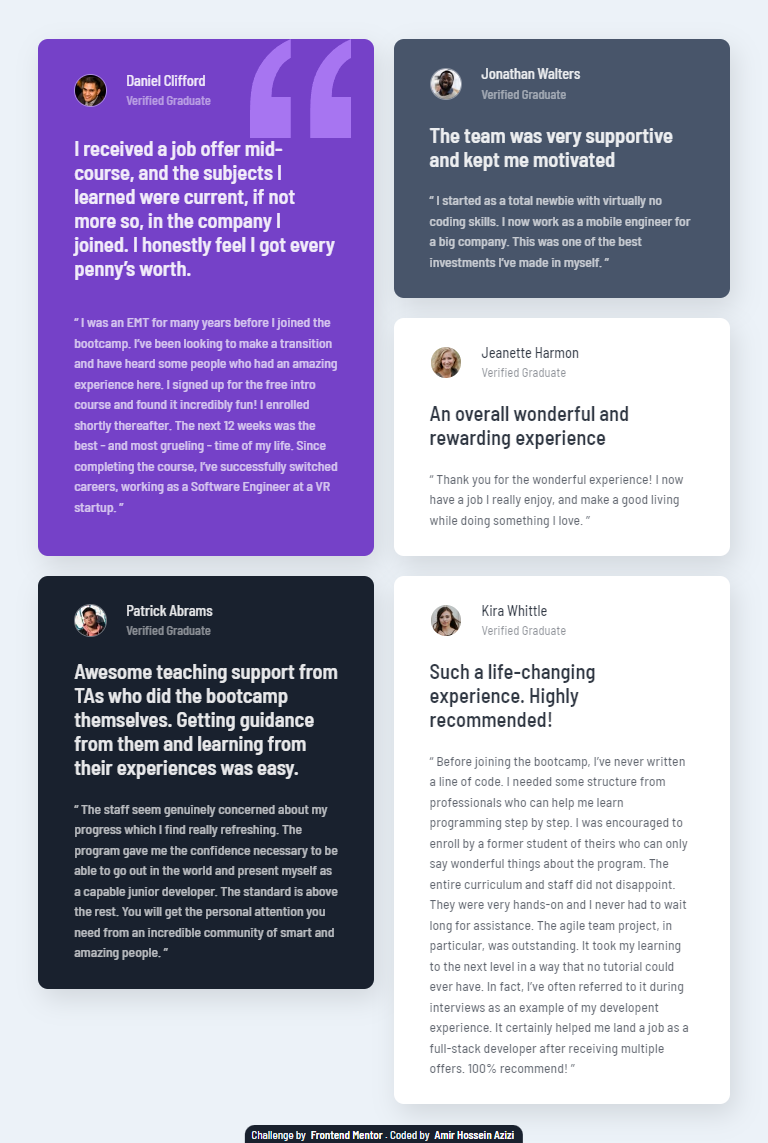 Daniel Clifford
Verified Graduate
I received a job offer mid-
course, and the subjects I
learned were current, if not
more so, in the company I
joined. I honestly feel I got every
penny’s worth.
“ I was an EMT for many years before I joined the
bootcamp. I’ve been looking to make a transition
and have heard some people who had an amazing
experience here. I signed up for the free intro
course and found it incredibly fun! I enrolled
shortly thereafter. The next 12 weeks was the
best - and most grueling - time of my life. Since
completing the course, I’ve successfully switched
careers, working as a Software Engineer at a VR
startup. ”
Jonathan Walters
Verified Graduate
The team was very supportive
and kept me motivated
“ I started as a total newbie with virtually no
coding skills. I now work as a mobile engineer for
a big company. This was one of the best
investments I’ve made in myself. ”
Jeanette Harmon
Verified Graduate
An overall wonderful and
rewarding experience
“ Thank you for the wonderful experience! I now
have a job I really enjoy, and make a good living
while doing something I love. ”
Patrick Abrams
Verified Graduate
Awesome teaching support from
TAs who did the bootcamp
themselves. Getting guidance
from them and learning from
their experiences was easy.
“ The staff seem genuinely concerned about my
progress which I find really refreshing. The
program gave me the confidence necessary to be
able to go out in the world and present myself as
a capable junior developer. The standard is above
the rest. You will get the personal attention you
need from an incredible community of smart and
amazing people. ”
Kira Whittle
Verified Graduate
Such a life-changing
experience. Highly
recommended!
“ Before joining the bootcamp, I’ve never written
a line of code. I needed some structure from
professionals who can help me learn
programming step by step. I was encouraged to
enroll by a former student of theirs who can only
say wonderful things about the program. The
entire curriculum and staff did not disappoint.
They were very hands-on and I never had to wait
long for assistance. The agile team project, in
particular, was outstanding. It took my learning
to the next level in a way that no tutorial could
ever have. In fact, I’ve often referred to it during
interviews as an example of my developent
experience. It certainly helped me land a job as a
full-stack developer after receiving multiple
offers. 100% recommend! ”
Challenge by Frontend Mentor . Coded by Amir Hossein Azizi